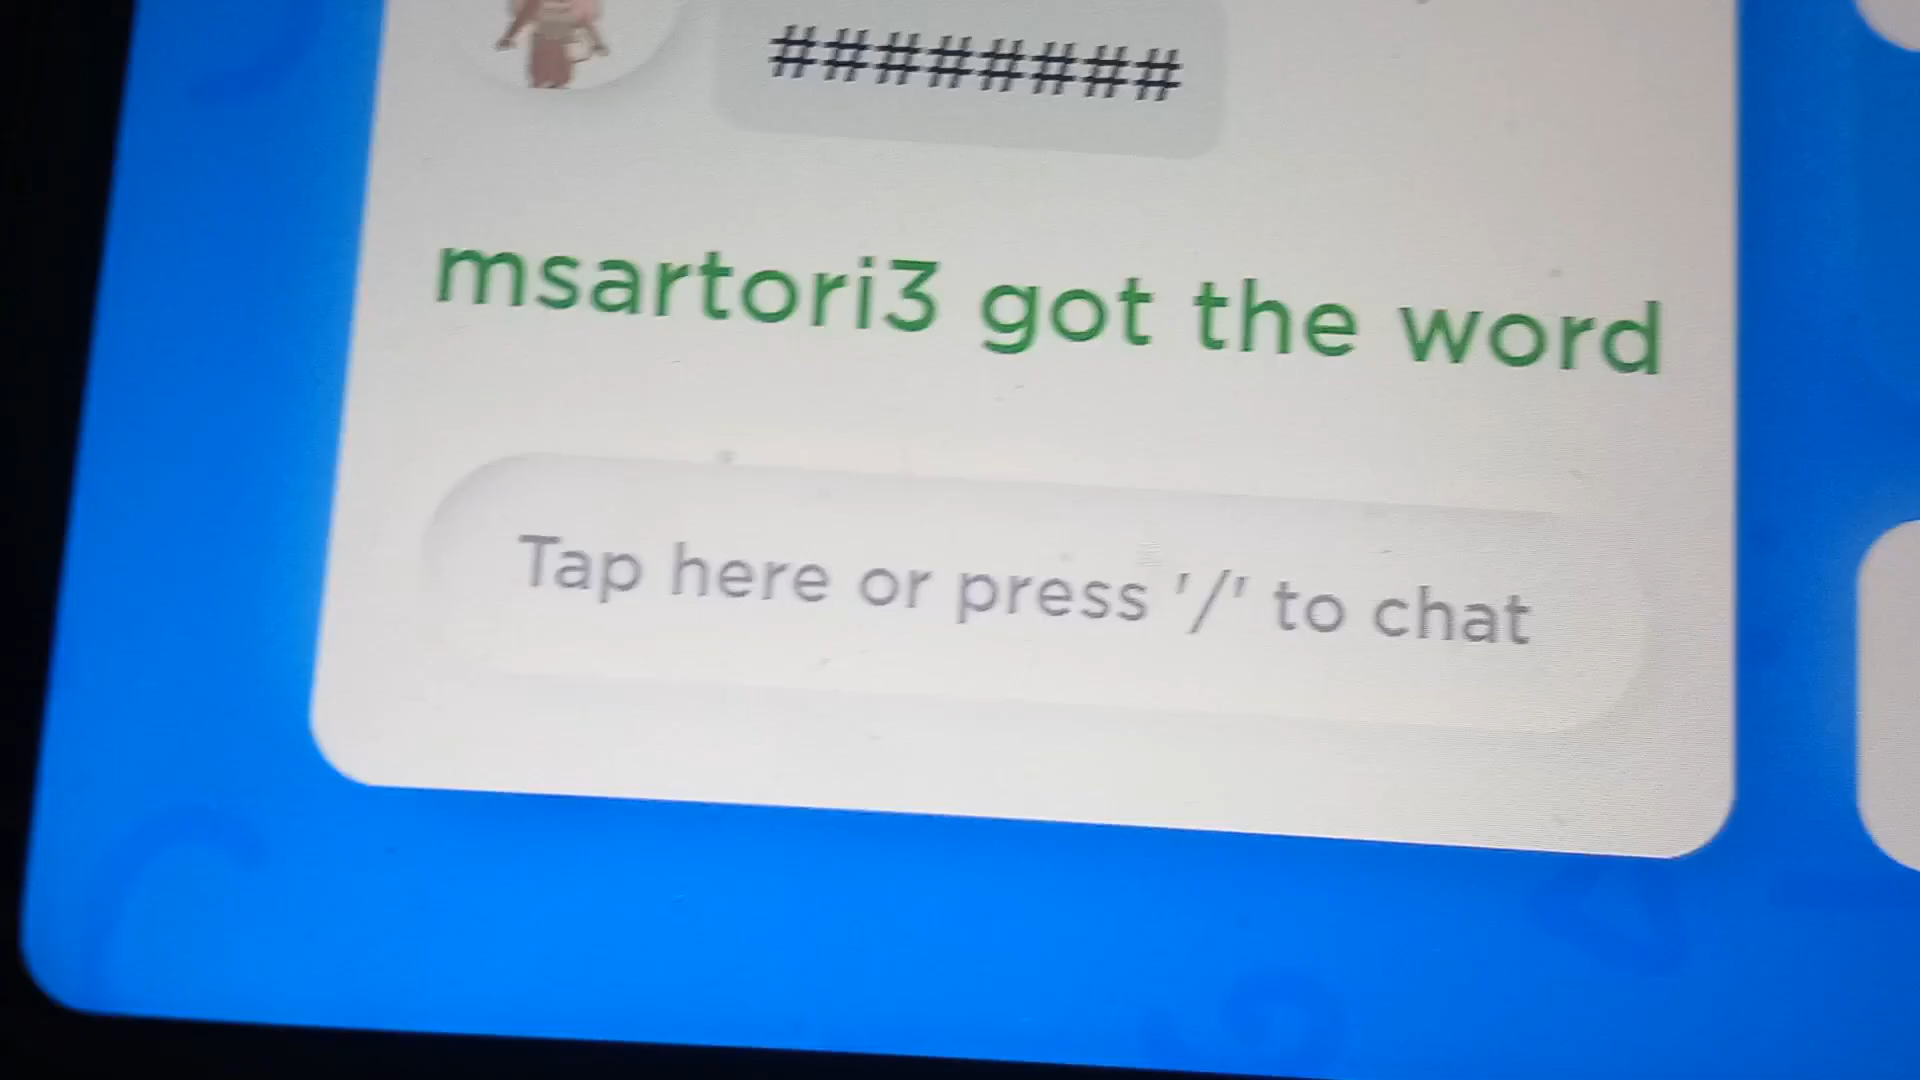 ########
msartori3 got the word
Tap here or press '/' to chat